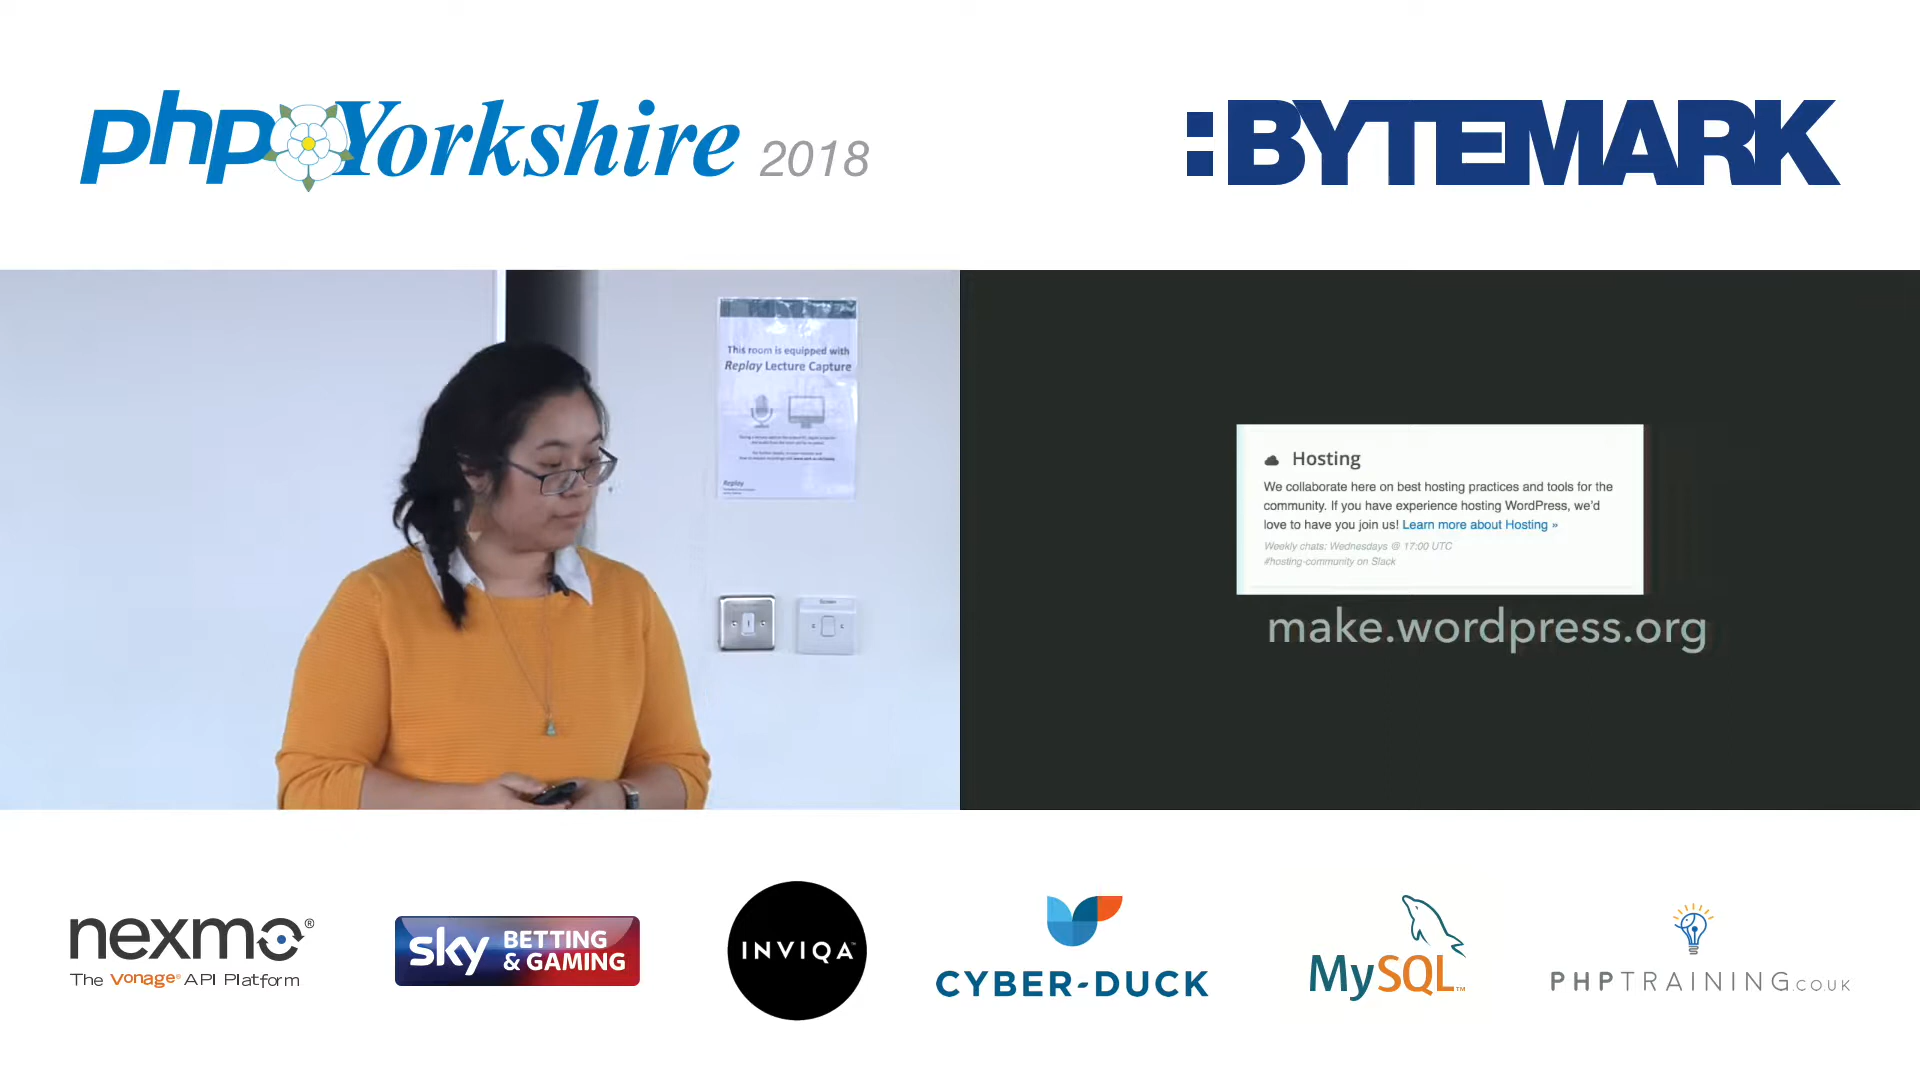 php Yorkshire 2018
:BYTEMARK
This room is equipped with
Replay Lecture Capture
Replay
Hosting
We collaborate here on best hosting practices and tools for the
community. If you have experience hosting WordPress, we'd
love to have you join us! Learn more about Hosting »
Weekly chats: Wednesdays @ 17:00 UTC
#hosting-community on Slack
make.wordpress.org
nexmo®
The Vonage® API Platform
sky BETTING
& GAMING
INVIQA™
CYBER-DUCK
MySQL™
PHPTRAINING.CO.UK